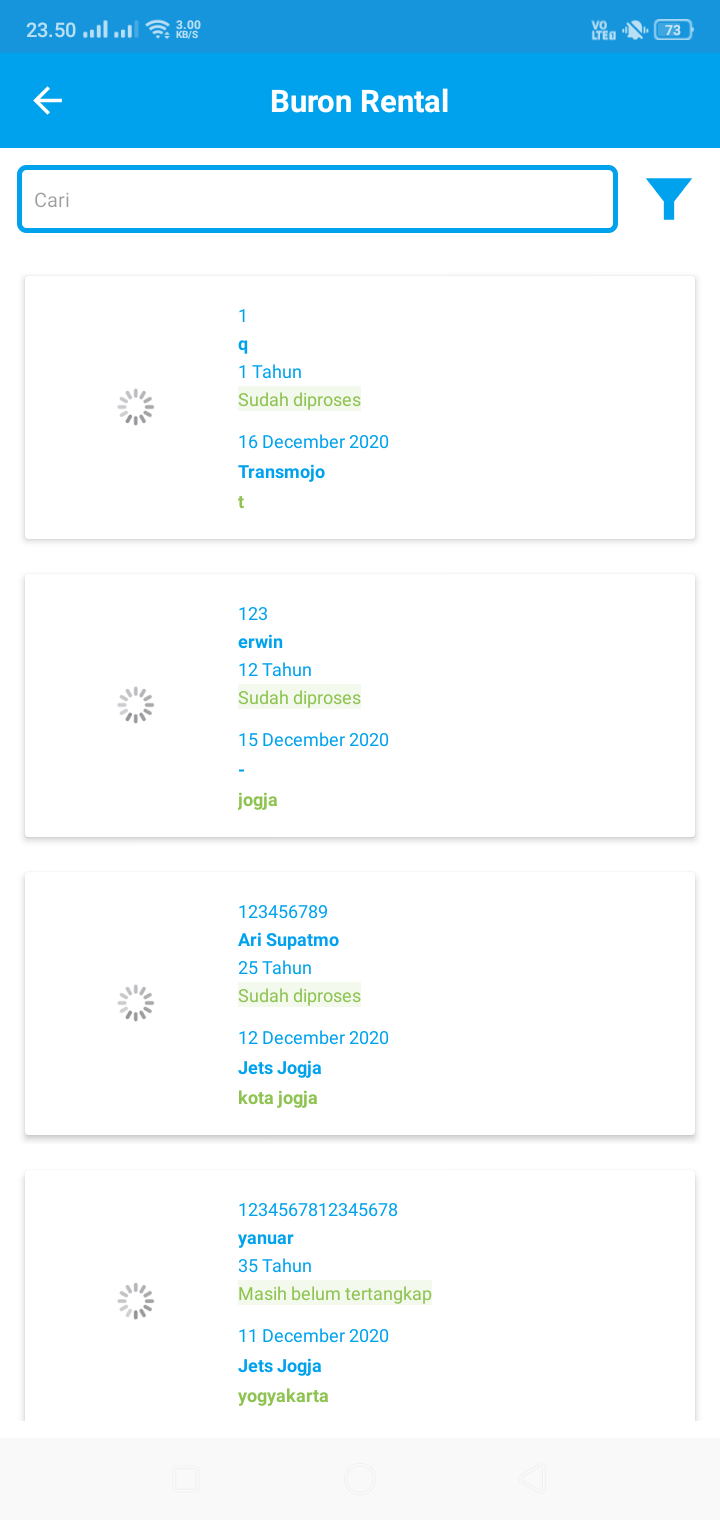 23.50 3.00 KB/S VO LTE 73
Buron Rental
Cari
1
q
1 Tahun
Sudah diproses
16 December 2020
Transmojo
t
123
erwin
12 Tahun
Sudah diproses
15 December 2020
-
jogja
123456789
Ari Supatmo
25 Tahun
Sudah diproses
12 December 2020
Jets Jogja
kota jogja
1234567812345678
yanuar
35 Tahun
Masih belum tertangkap
11 December 2020
Jets Jogja
yogyakarta